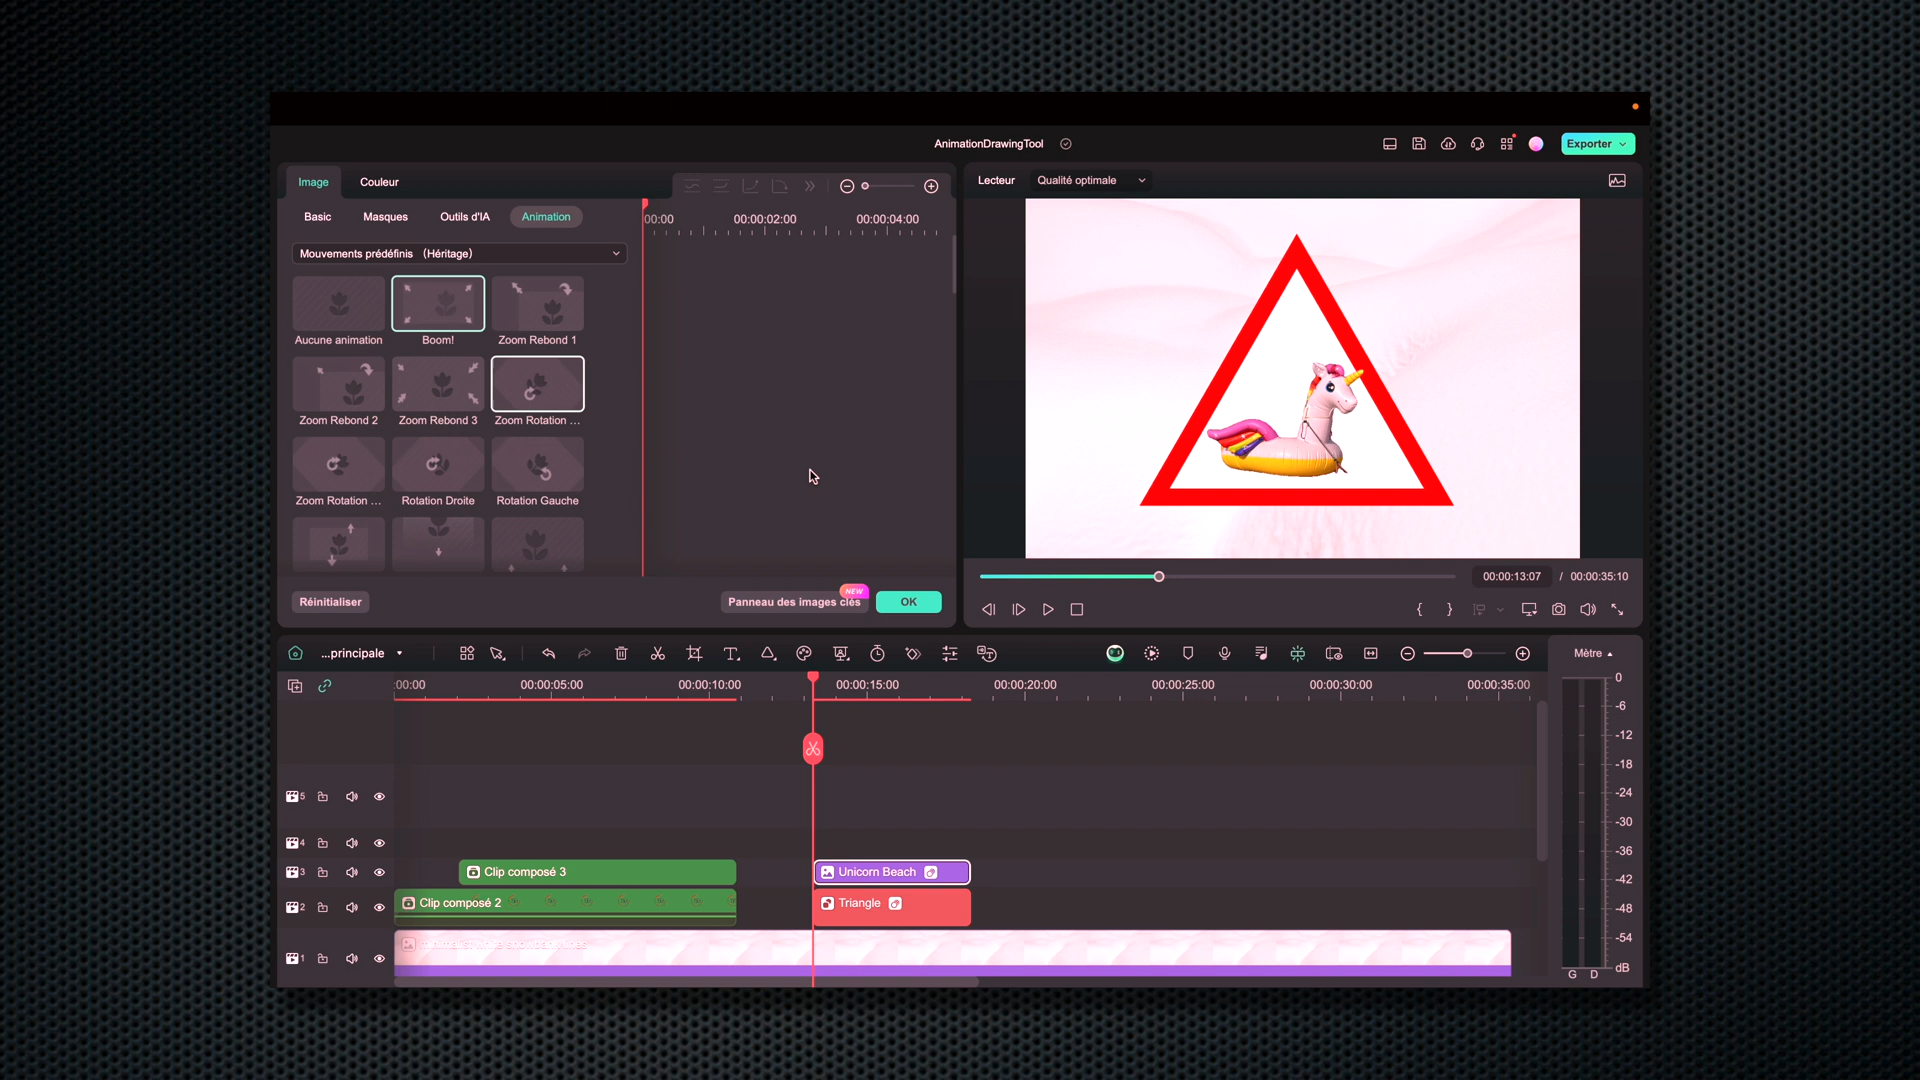 AnimationDrawingTool
Exporter
Image
Couleur
Lecteur
Qualité optimale
Basic
Masques
Outils d'IA
Animation
00:00
00:00:02:00
00:00:04:00
Mouvements prédéfinis (Héritage)
Aucune animation
Boom!
Zoom Rebond 1
Zoom Rebond 2
Zoom Rebond 3
Zoom Rotation ...
Zoom Rotation ...
Rotation Droite
Rotation Gauche
Réinitialiser
Panneau des images clés
NEW
OK
00:00:13:07 / 00:00:35:10
...principale
Mètre
:00:00
00:00:05:00
00:00:10:00
00:00:15:00
00:00:20:00
00:00:25:00
00:00:30:00
00:00:35:00
0
-6
-12
-18
-24
-30
-36
-42
-48
-54
dB
G D
5
4
3
Clip composé 3
Unicorn Beach
2
Clip composé 2
Triangle
1